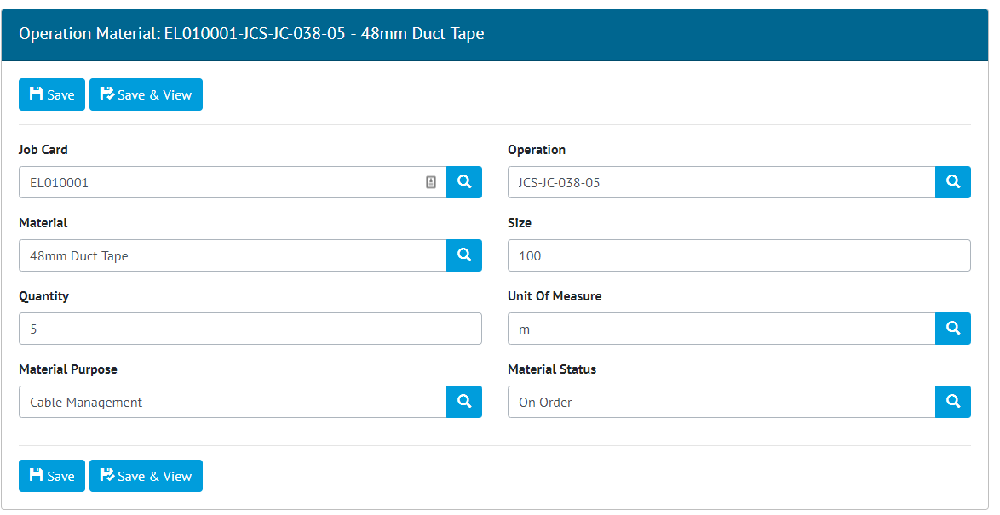 Operation Material: EL010001-JCS-JC-038-05 - 48mm Duct Tape
Save Save & View
Job Card Operation
EL010001 JCS-JC-038-05
Material Size
48mm Duct Tape 100
Quantity Unit Of Measure
5 m
Material Purpose Material Status
Cable Management On Order
Save Save & View